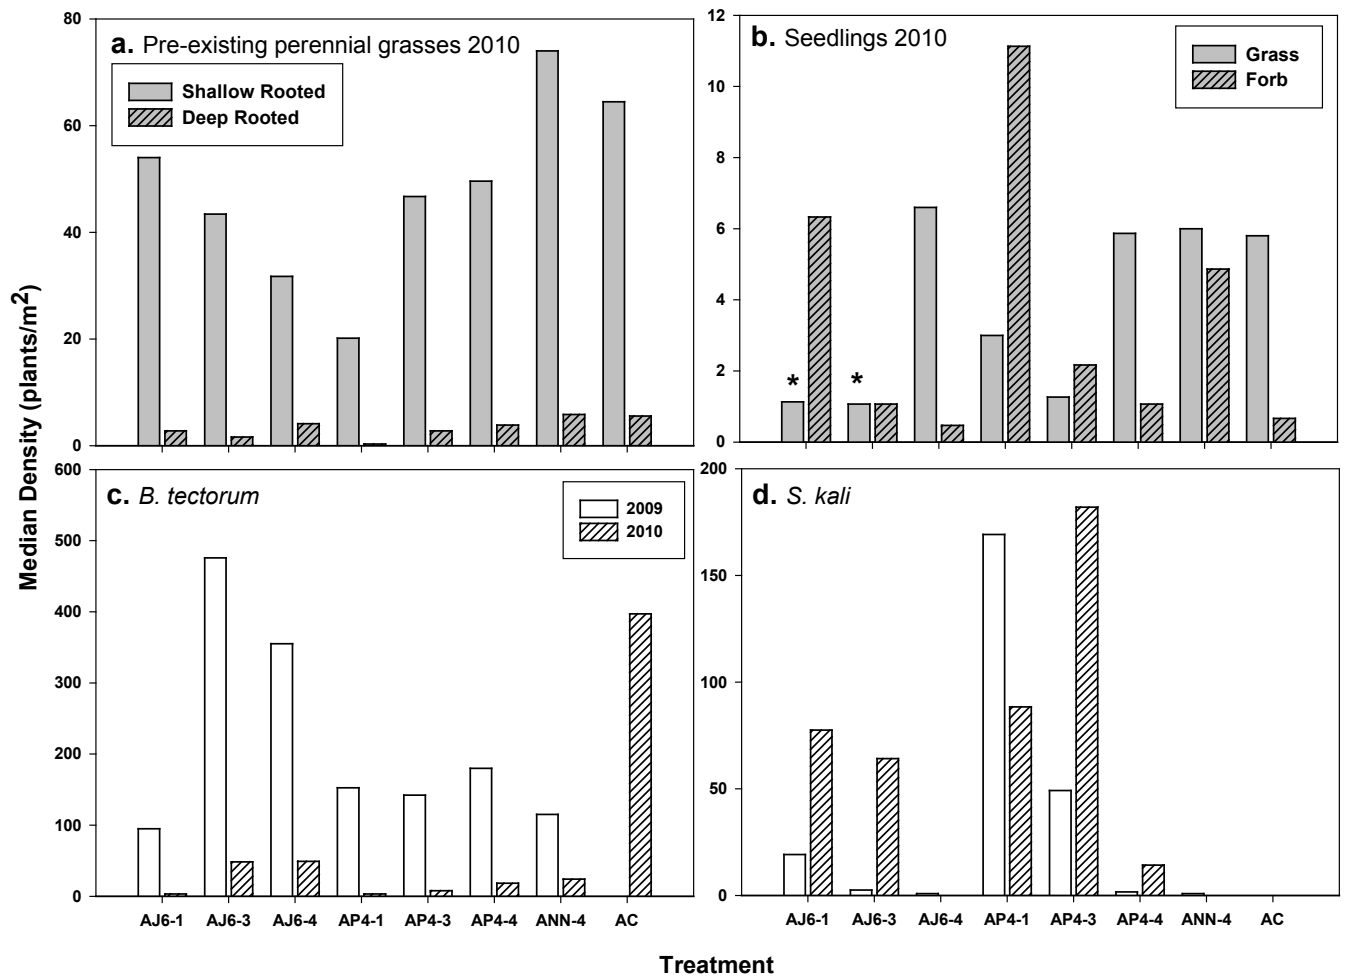 a. Pre-existing perennial grasses 2010
Shallow Rooted
Deep Rooted
80
60
40
20
0
b. Seedlings 2010
Grass
Forb
12
10
8
6
4
2
0
*
*
Median Density (plants/m²)
c. B. tectorum
2009
2010
600
500
400
300
200
100
0
AJ6-1 AJ6-3 AJ6-4 AP4-1 AP4-3 AP4-4 ANN-4 AC
d. S. kali
200
150
100
50
0
AJ6-1 AJ6-3 AJ6-4 AP4-1 AP4-3 AP4-4 ANN-4 AC
Treatment